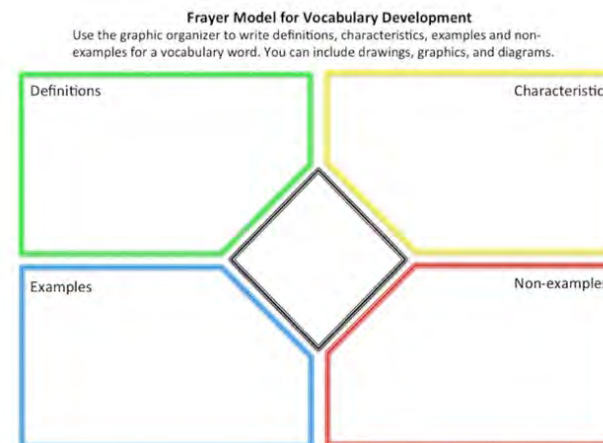 Frayer Model for Vocabulary Development
Use the graphic organizer to write definitions, characteristics, examples and non-
examples for a vocabulary word. You can include drawings, graphics, and diagrams.
Definitions
Characteristic
Examples
Non-examples